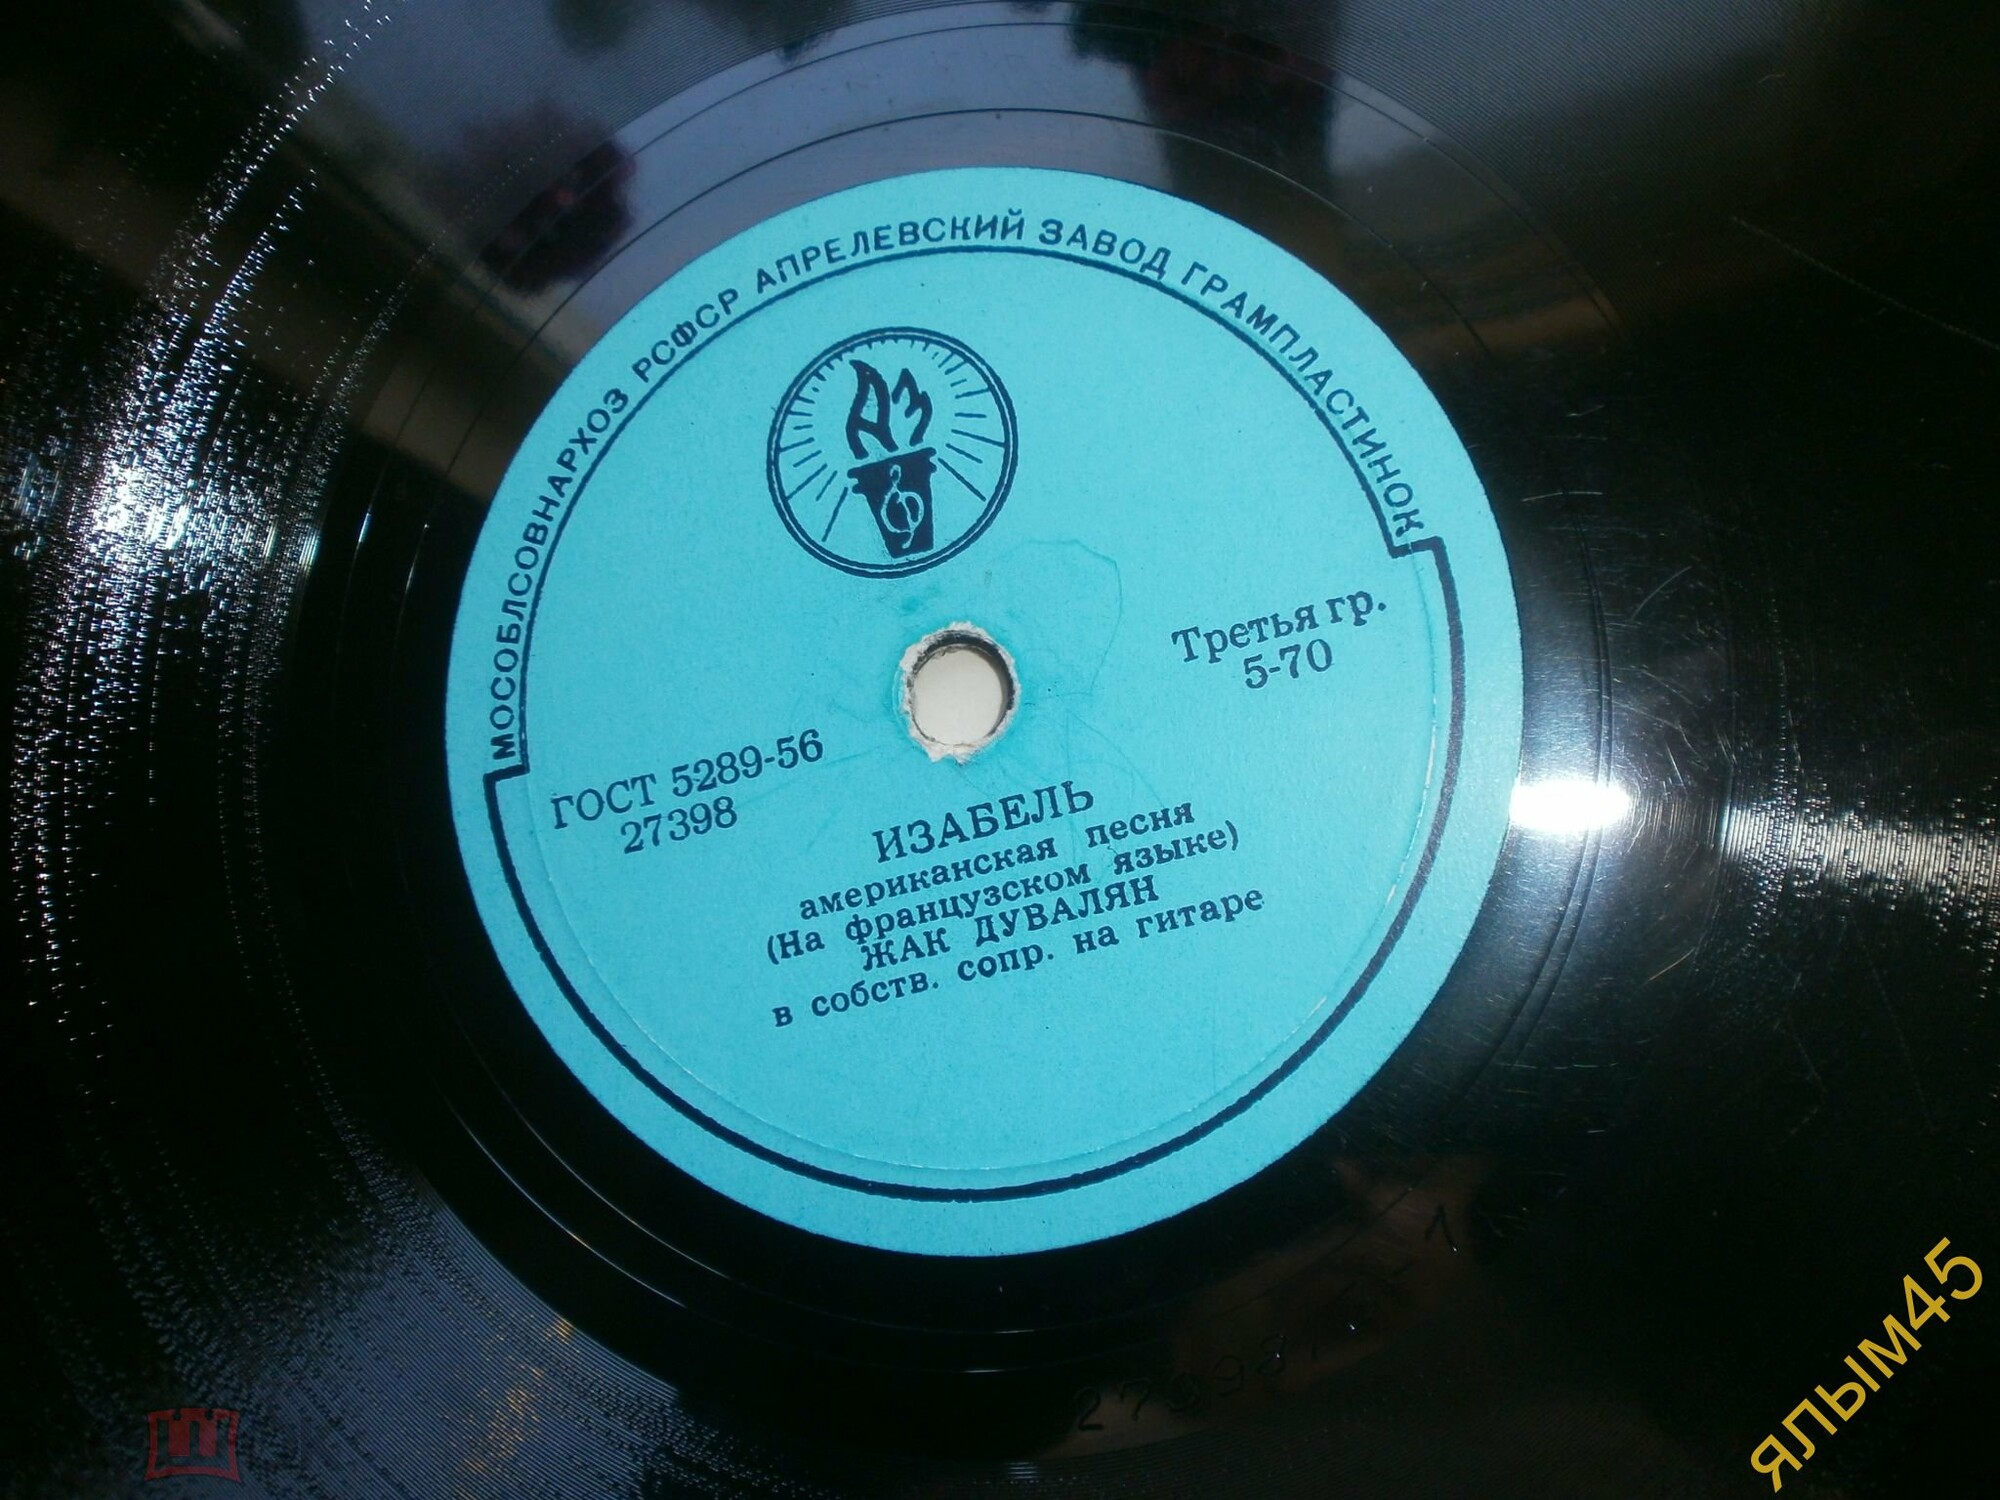 МОСОБЛСОВНАРХОЗ РСФСР АПРЕЛЕВСКИЙ ЗАВОД ГРАМПЛАСТИНОК
АЗ
Третья гр.
5-70
ГОСТ 5289-56
27398
ИЗАБЕЛЬ
американская песня
(На французском языке)
ЖАК ДУВАЛЯН
в собств. сопр. на гитаре
ялым45